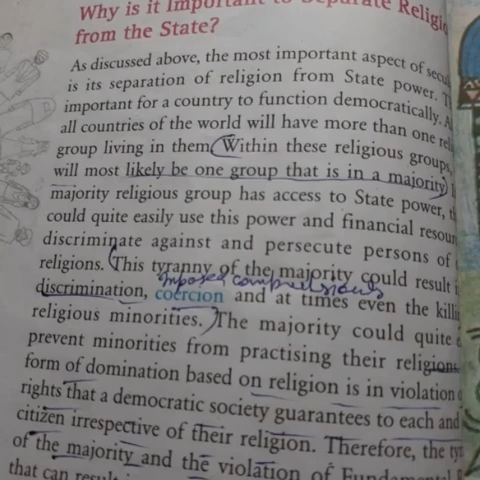 Why is it Important to Separate Religion
from the State?
As discussed above, the most important aspect of secul
is its separation of religion from State power. T
important for a country to function democratically. A
all countries of the world will have more than one reli
group living in them. Within these religious groups,
will most likely be one group that is in a majority.
majority religious group has access to State power, t
could quite easily use this power and financial resour
discriminate against and persecute persons of
religions. This tyranny of the majority could result i
imposed
discrimination, coercion and at times even the killi
religious minorities. The majority could quite e
prevent minorities from practising their religions.
form of domination based on religion is in violation o
rights that a democratic society guarantees to each and
citizen irrespective of their religion. Therefore, the tyr
of the majority and the violation of Fundamental R
that can result i